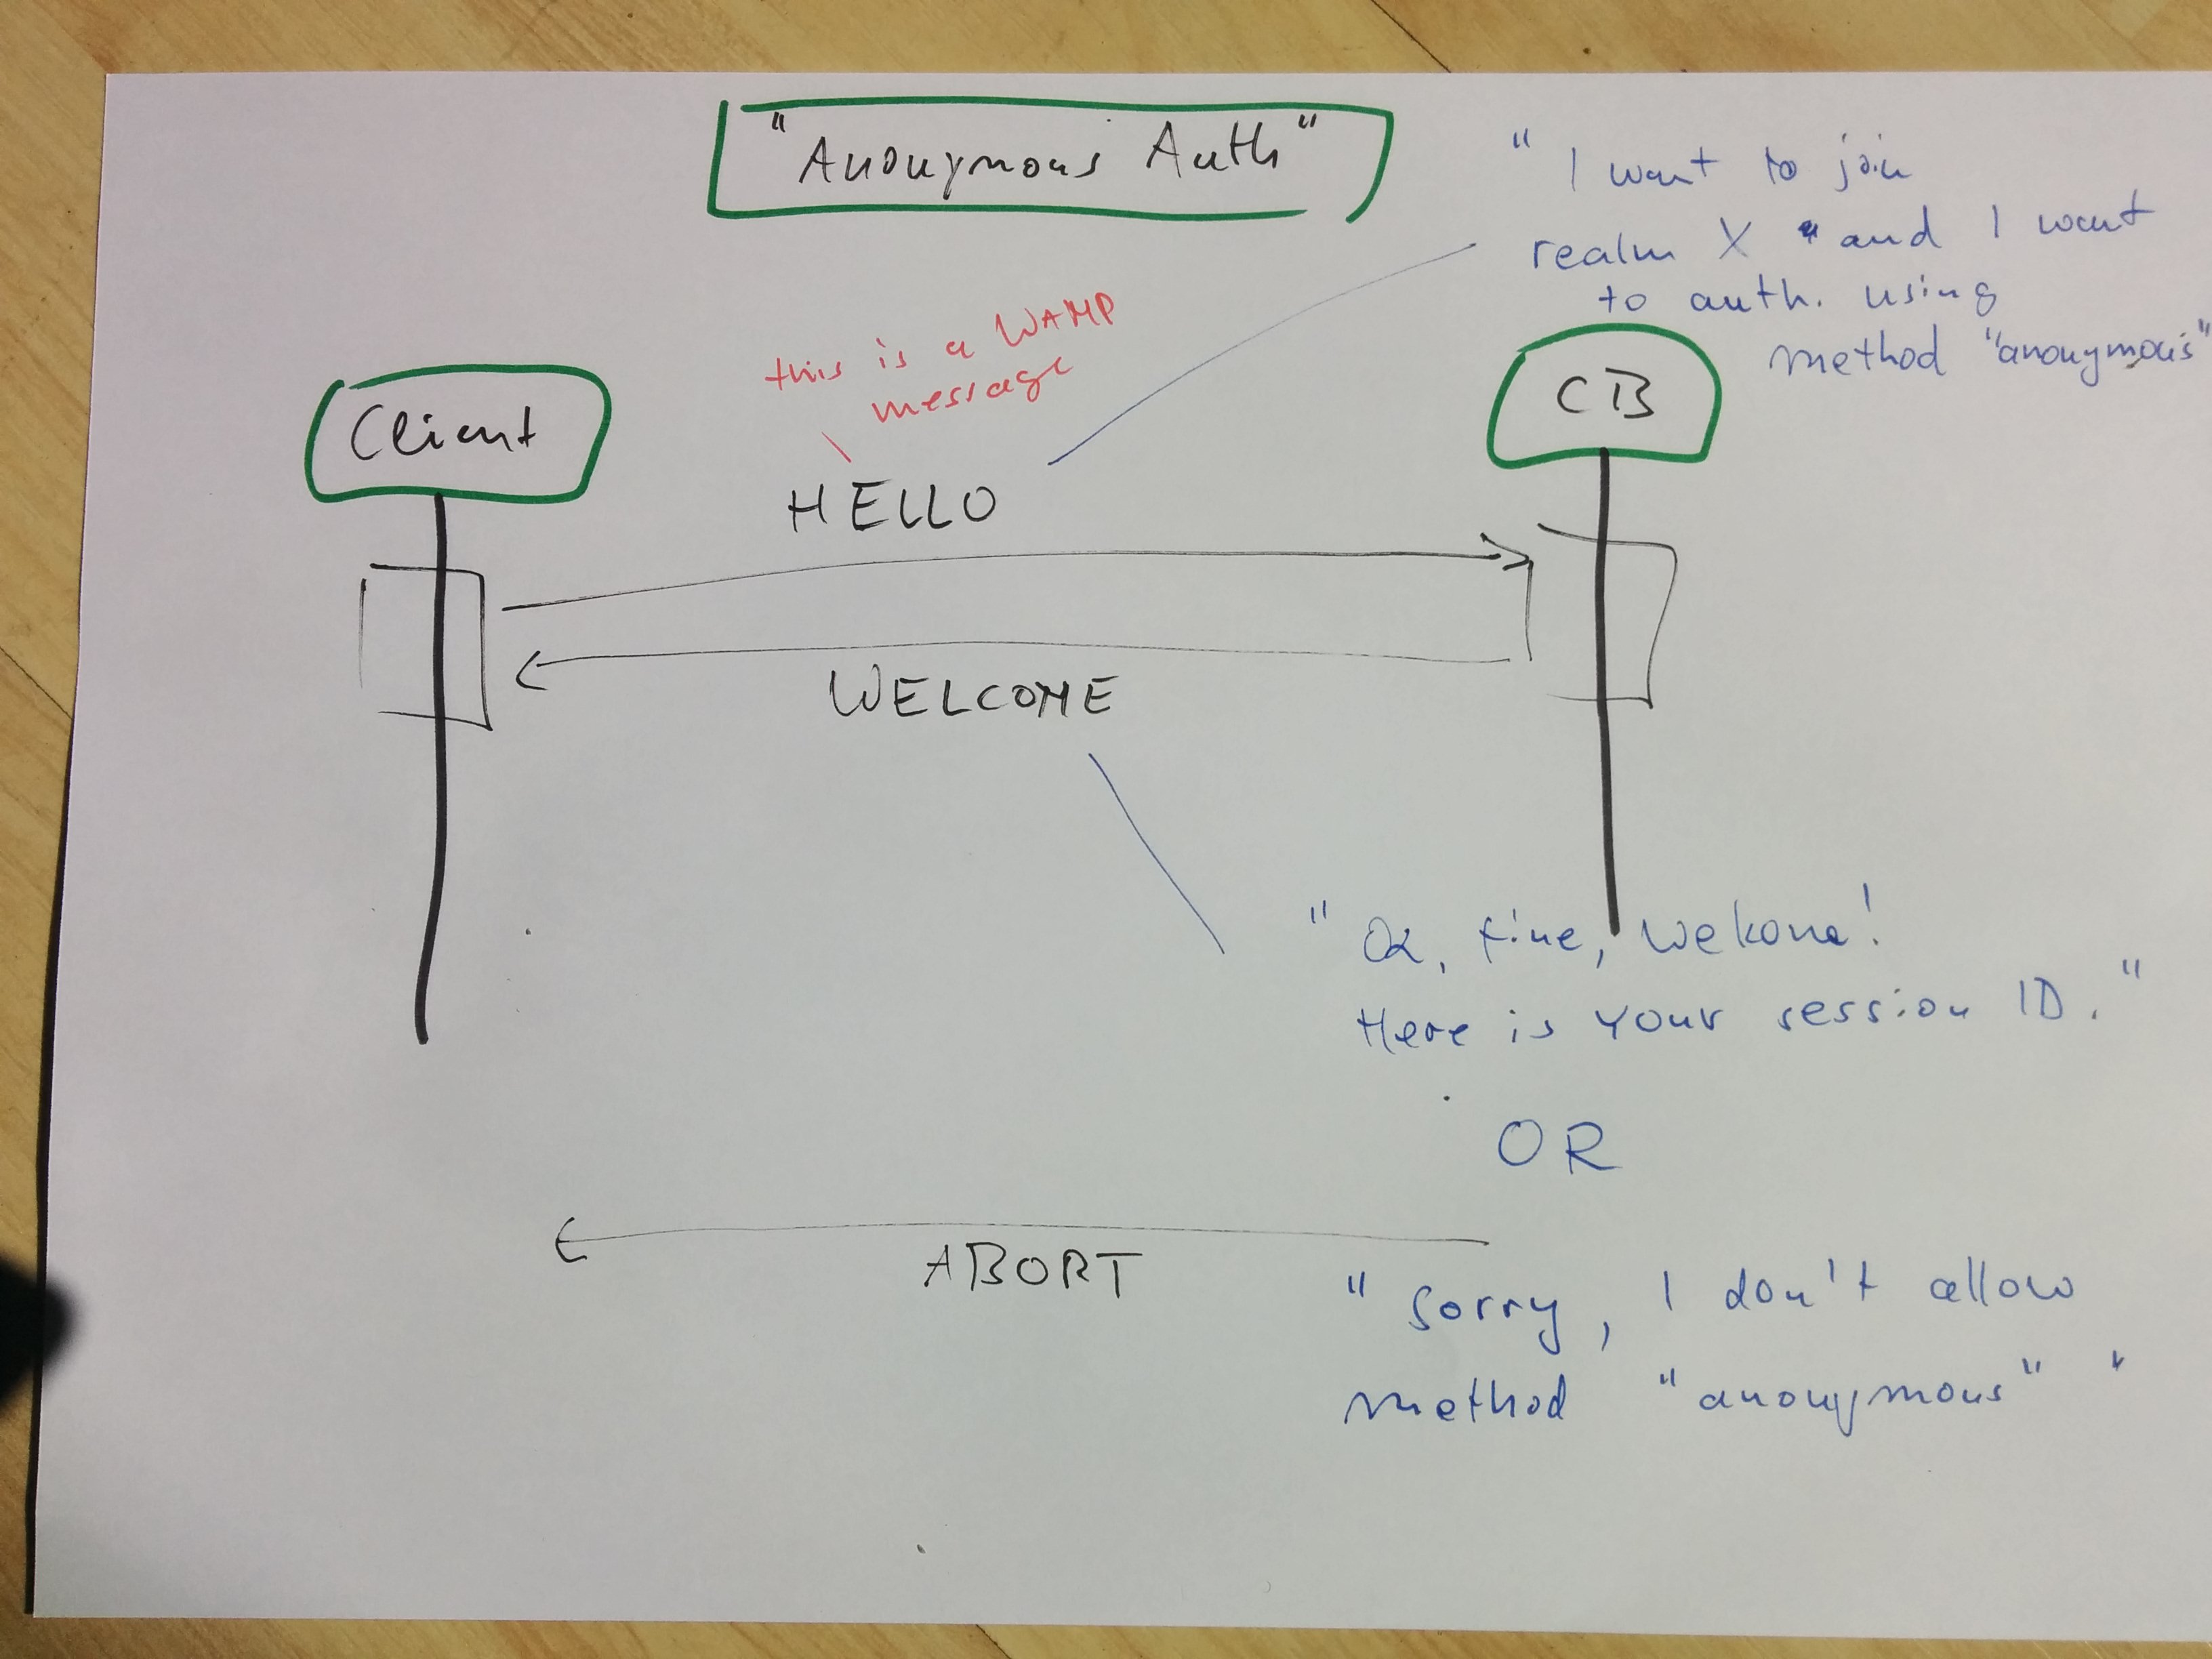 "Anonymous Auth"
" I want to join
realm X " and I want
to auth. using
method "anonymous"
this is a WAMP
message
Client
CB
HELLO
WELCOME
" Ok, fine, Welkome!
Here is your session ID."
OR
ABORT
" Sorry, I don't allow
method "anonymous" "